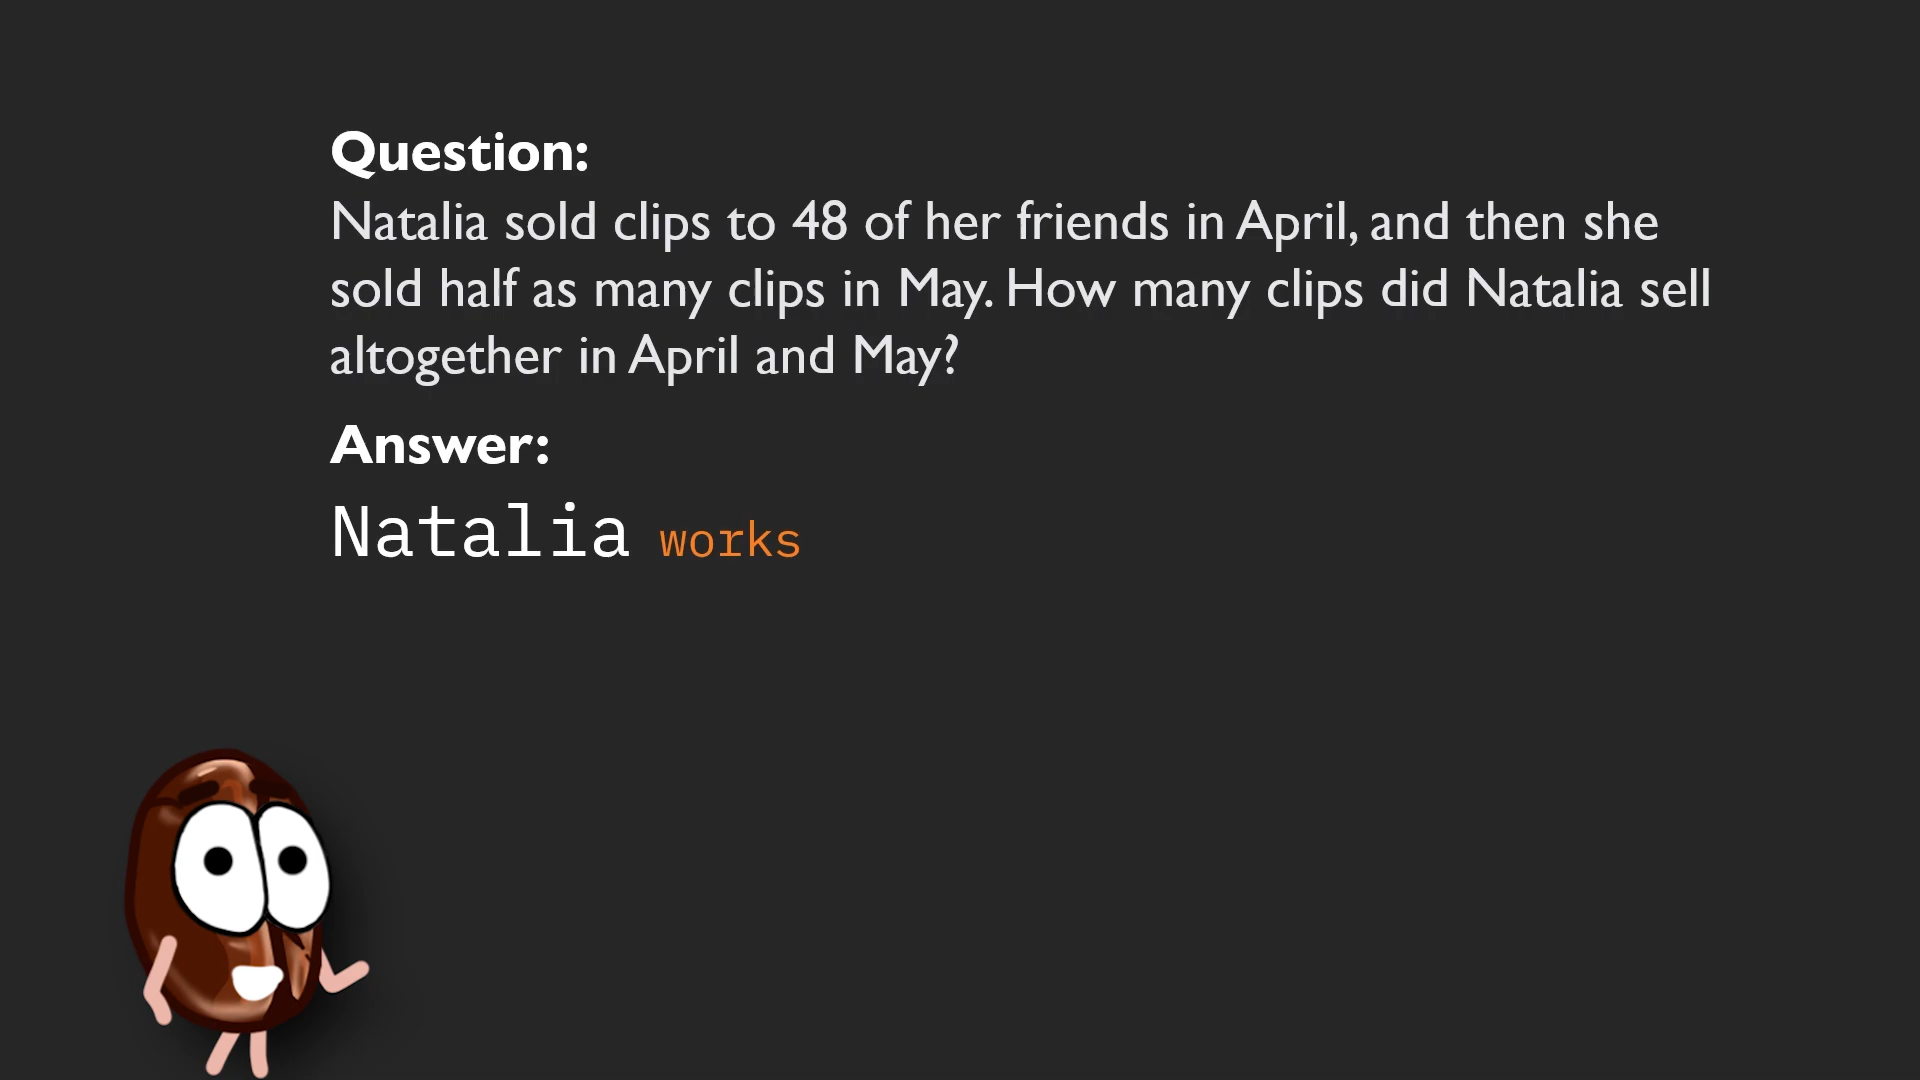 Question:
Natalia sold clips to 48 of her friends in April, and then she
sold half as many clips in May. How many clips did Natalia sell
altogether in April and May?
Answer:
Natalia works